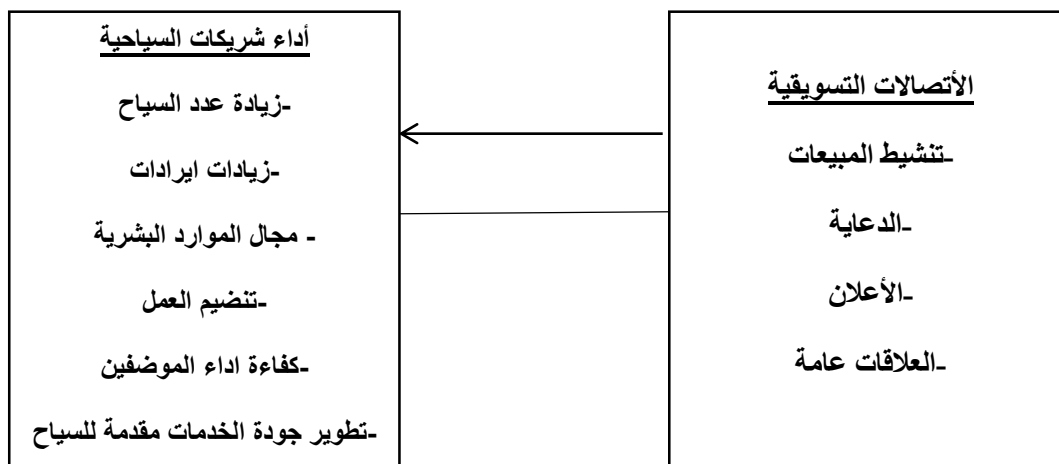 الأتصالات التسويقية
-تنشيط المبيعات
-الدعاية
-الأعلان
-العلاقات عامة
أداء شريكات السياحية
-زيادة عدد السياح
-زيادات ايرادات
- مجال الموارد البشرية
-تنضيم العمل
-كفاءة اداء الموضفين
-تطوير جودة الخدمات مقدمة للسياح